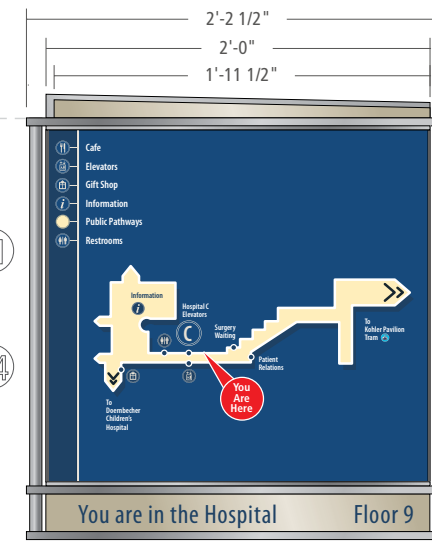 2'-2 1/2"
2'-0"
1'-11 1/2"
Cafe
Elevators
Gift Shop
i Information
Public Pathways
Restrooms
Information
i
Hospital C
Elevators
C
Surgery
Waiting
To
Kohler Pavilion
Tram
Patient
Relations
You
Are
Here
To
Doernbecher
Children's
Hospital
4
You are in the Hospital Floor 9